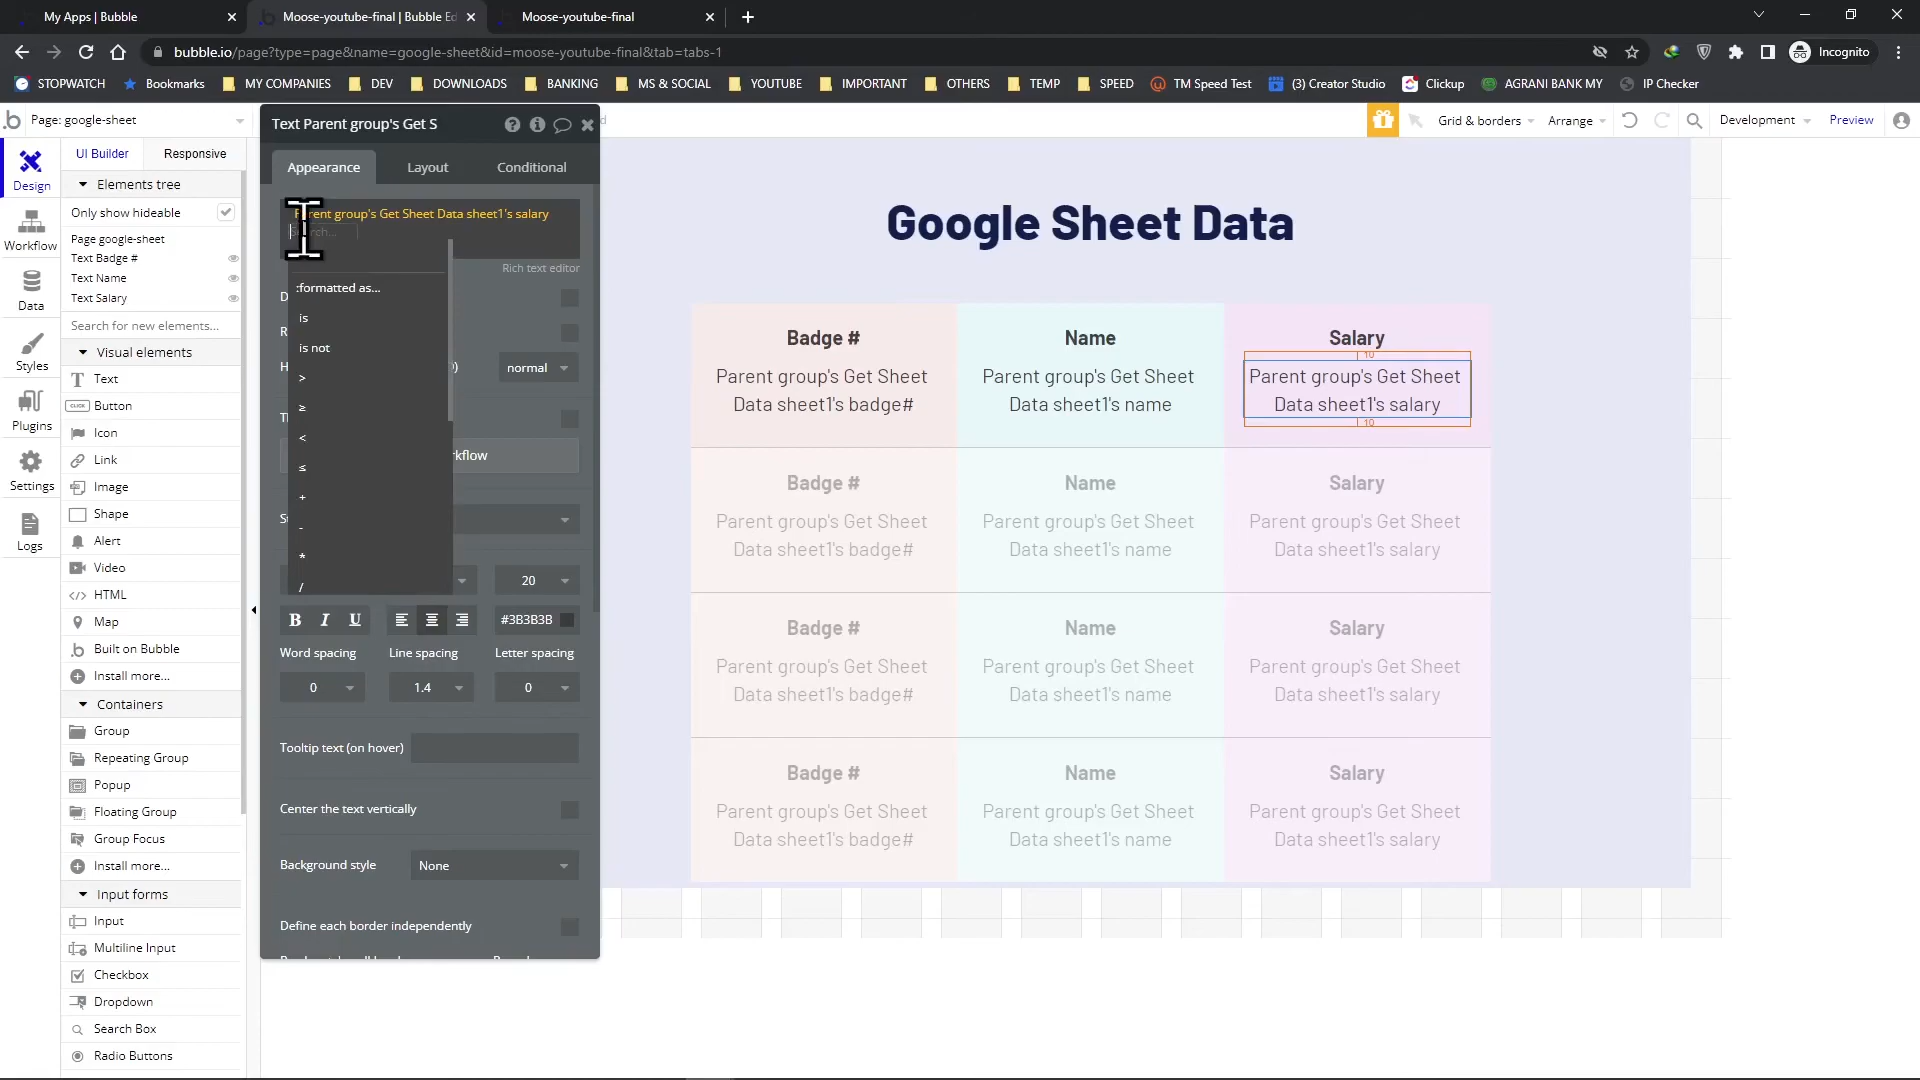 My Apps | Bubble
Moose-youtube-final | Bubble Ed
Moose-youtube-final
bubble.io/page?type=page&name=google-sheet&id=moose-youtube-final&tab=tabs-1
Incognito
STOPWATCH
Bookmarks
MY COMPANIES
DEV
DOWNLOADS
BANKING
MS & SOCIAL
YOUTUBE
IMPORTANT
OTHERS
TEMP
SPEED
TM Speed Test
(3) Creator Studio
Clickup
AGRANI BANK MY
IP Checker
Page: google-sheet
Text Parent group's Get S
Grid & borders
Arrange
Development
Preview
UI Builder
Responsive
Appearance
Layout
Conditional
Design
Workflow
Data
Styles
Plugins
Settings
Logs
Elements tree
Only show hideable
Page google-sheet
Text Badge #
Text Name
Text Salary
Search for new elements...
Visual elements
Text
Button
Icon
Link
Image
Shape
Alert
Video
HTML
Map
Built on Bubble
Install more...
Containers
Group
Repeating Group
Popup
Floating Group
Group Focus
Install more...
Input forms
Input
Multiline Input
Checkbox
Dropdown
Search Box
Radio Buttons
Parent group's Get Sheet Data sheet1's salary
Rich text editor
:formatted as...
is
is not
>
≥
<
≤
+
-
*
/
normal
rkflow
20
B I U
#3B3B3B
Word spacing
Line spacing
Letter spacing
0
1.4
0
Tooltip text (on hover)
Center the text vertically
Background style
None
Define each border independently
Google Sheet Data
Badge #
Name
Salary
10
Parent group's Get Sheet
Data sheet1's badge#
Parent group's Get Sheet
Data sheet1's name
Parent group's Get Sheet
Data sheet1's salary
10
Badge #
Name
Salary
Parent group's Get Sheet
Data sheet1's badge#
Parent group's Get Sheet
Data sheet1's name
Parent group's Get Sheet
Data sheet1's salary
Badge #
Name
Salary
Parent group's Get Sheet
Data sheet1's badge#
Parent group's Get Sheet
Data sheet1's name
Parent group's Get Sheet
Data sheet1's salary
Badge #
Name
Salary
Parent group's Get Sheet
Data sheet1's badge#
Parent group's Get Sheet
Data sheet1's name
Parent group's Get Sheet
Data sheet1's salary